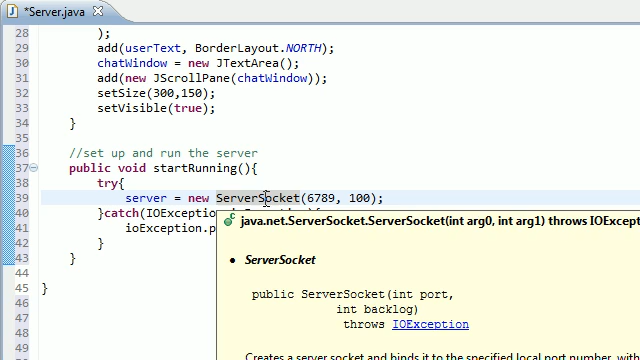 *Server.java
28 );
29 add(userText, BorderLayout.NORTH);
30 chatWindow = new JTextArea();
31 add(new JScrollPane(chatWindow));
32 setSize(300,150);
33 setVisible(true);
34 }
35
36 //set up and run the server
37 public void startRunning(){
38 try{
39 server = new ServerSocket(6789, 100);
40 }catch(IOException
41 ioException.p
42 }
43 }
44
45 }
46
47
48
49
java.net.ServerSocket.ServerSocket(int arg0, int arg1) throws IOExcept
ServerSocket
public ServerSocket(int port,
int backlog)
throws IOException
Creates a server socket and binds it to the specified local port number, with